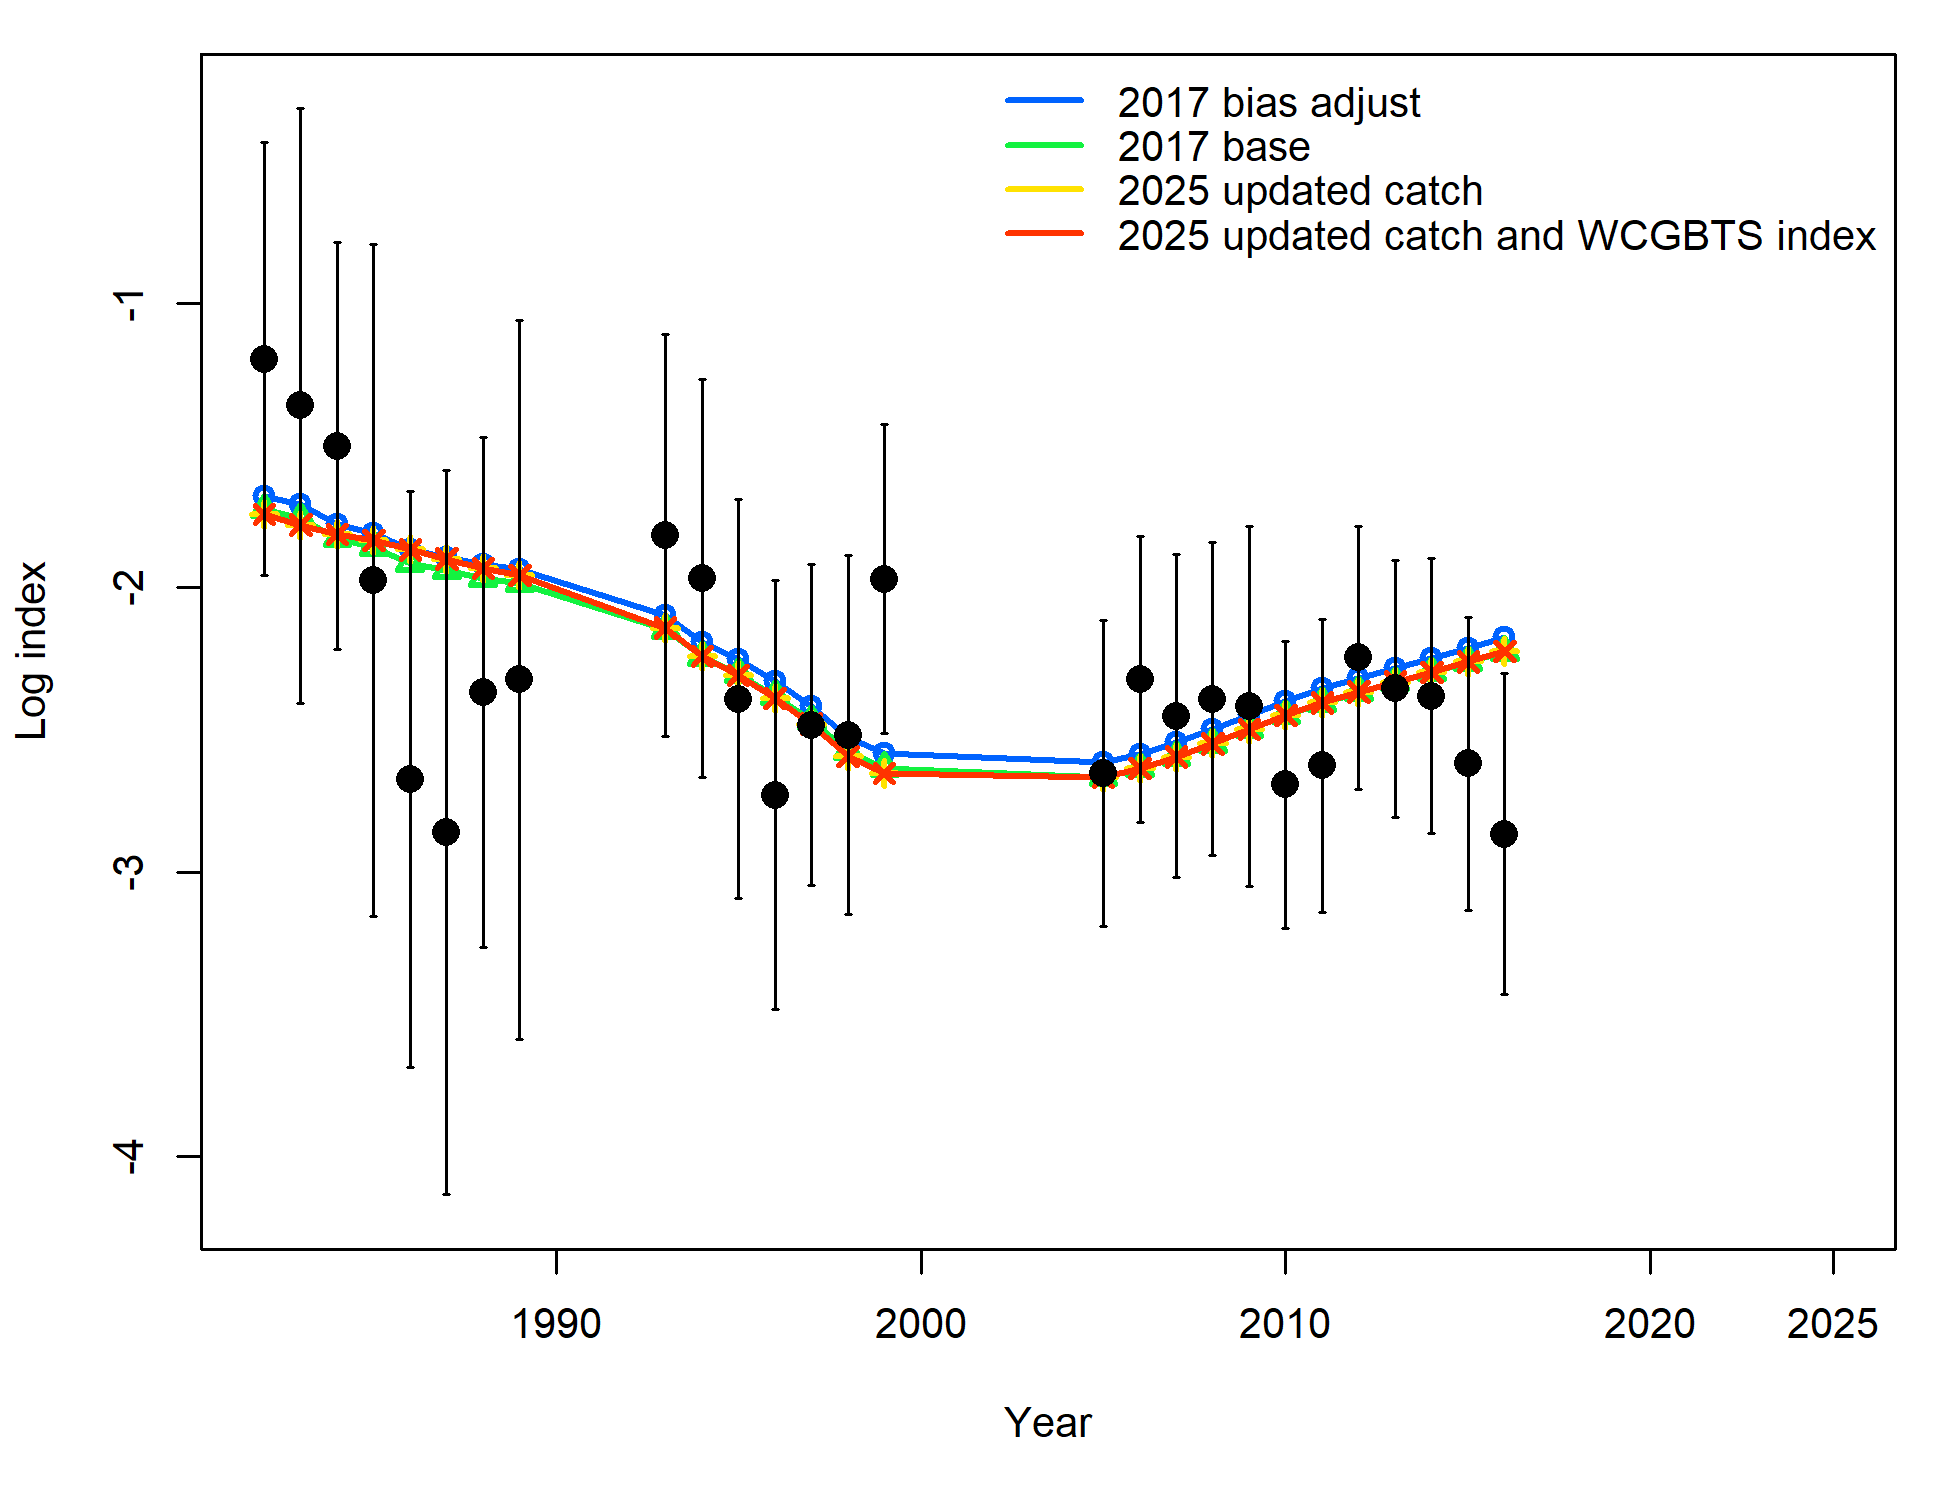 2017 bias adjust
2017 base
2025 updated catch
2025 updated catch and WCGBTS index
Log index
-1
-2
-3
-4
1990
2000
2010
2020
2025
Year